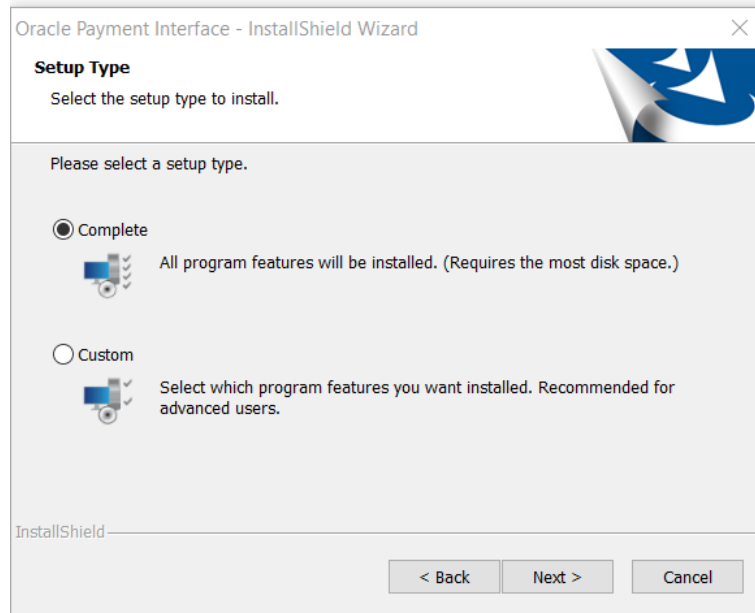 Oracle Payment Interface - InstallShield Wizard
Setup Type
Select the setup type to install.
Please select a setup type.
Complete
All program features will be installed. (Requires the most disk space.)
Custom
Select which program features you want installed. Recommended for
advanced users.
InstallShield
< Back
Next >
Cancel